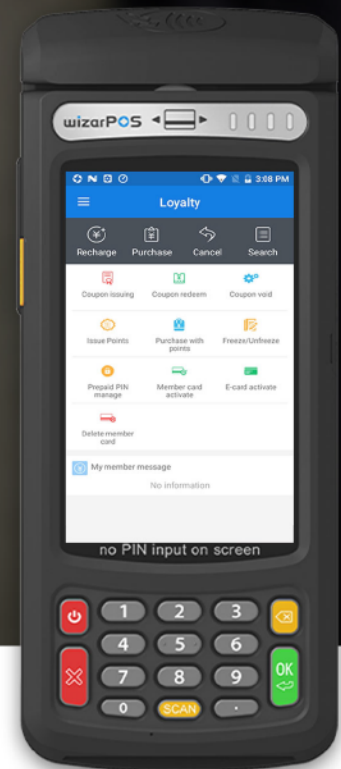 wizarPOS
3:08 PM
Loyalty
Recharge Purchase Cancel Search
Coupon issuing Coupon redeem Coupon void
Issue Points Purchase with points Freeze/Unfreeze
Prepaid PIN manage Member card activate E-card activate
Delete member card
My member message
No information
no PIN input on screen
1 2 3
4 5 6
7 8 9 OK
0 SCAN .